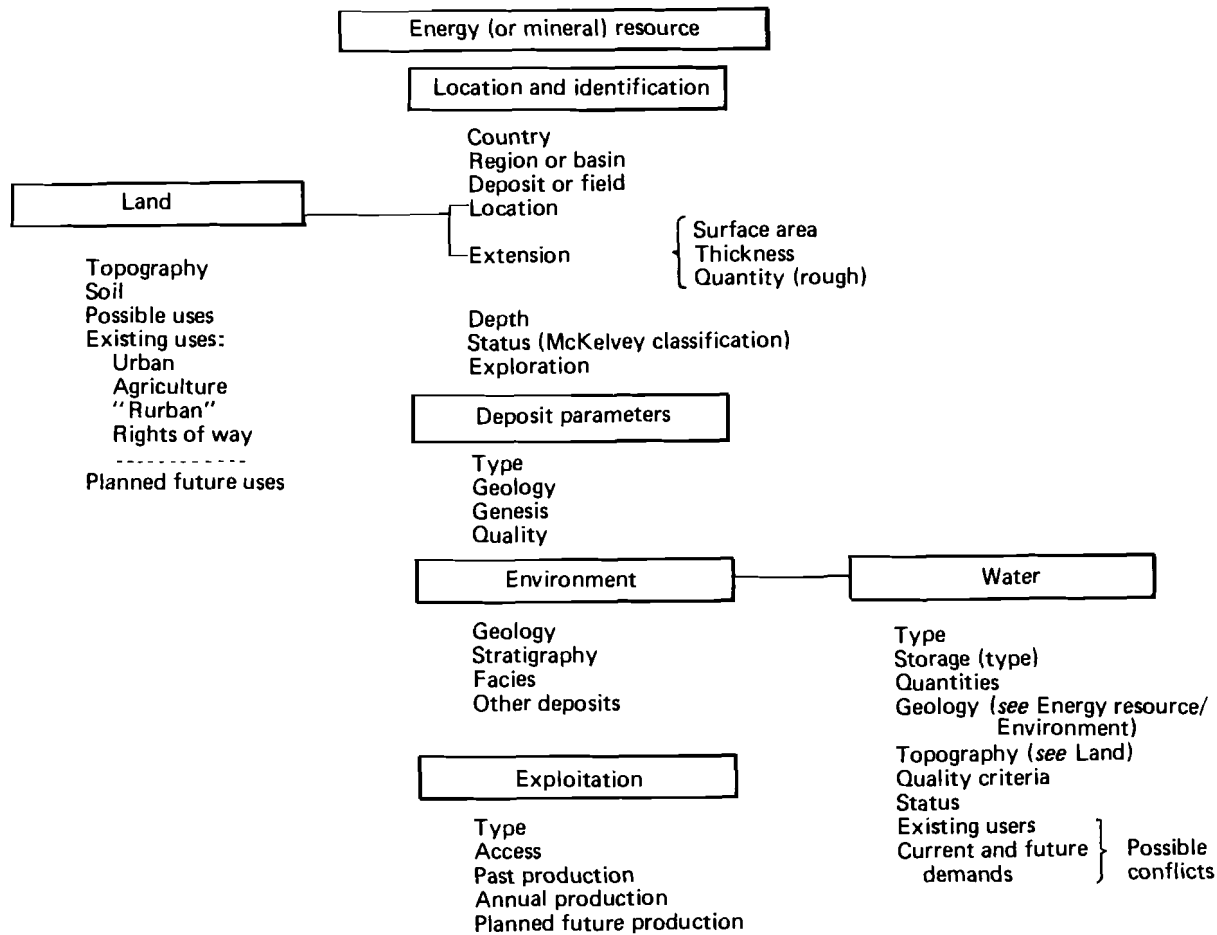 Energy (or mineral) resource
Location and identification
Country
Region or basin
Deposit or field
Location
Extension
Surface area
Thickness
Quantity (rough)
Depth
Status (McKelvey classification)
Exploration
Land
Topography
Soil
Possible uses
Existing uses:
Urban
Agriculture
"Rurban"
Rights of way
------------
Planned future uses
Deposit parameters
Type
Geology
Genesis
Quality
Environment
Geology
Stratigraphy
Facies
Other deposits
Water
Type
Storage (type)
Quantities
Geology (see Energy resource/
Environment)
Topography (see Land)
Quality criteria
Status
Existing users
Current and future
demands
Possible
conflicts
Exploitation
Type
Access
Past production
Annual production
Planned future production